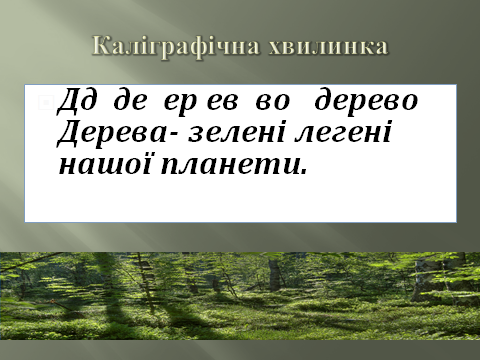 Каліграфічна хвилинка
Дд де ер ев во дерево
Дерева- зелені легені
нашої планети.